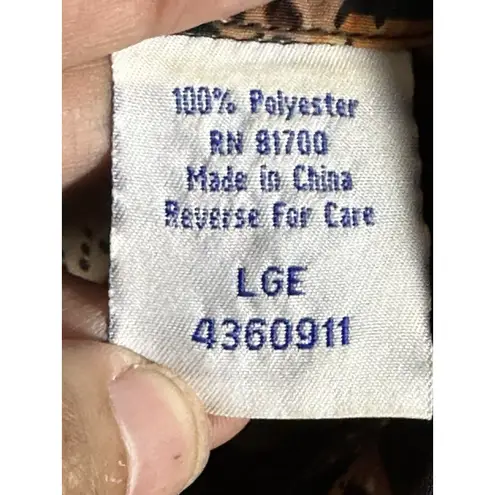 100% Polyester
RN 81700
Made in China
Reverse For Care
LGE
4360911